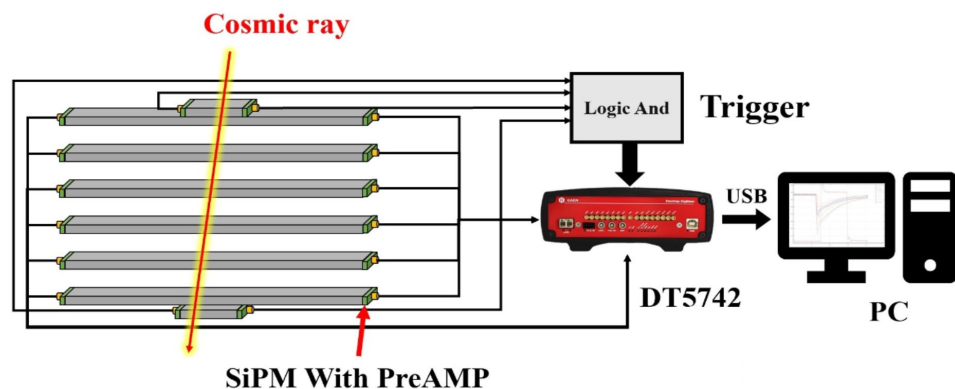 Cosmic ray
Logic And
Trigger
USB
DT5742
PC
SiPM With PreAMP